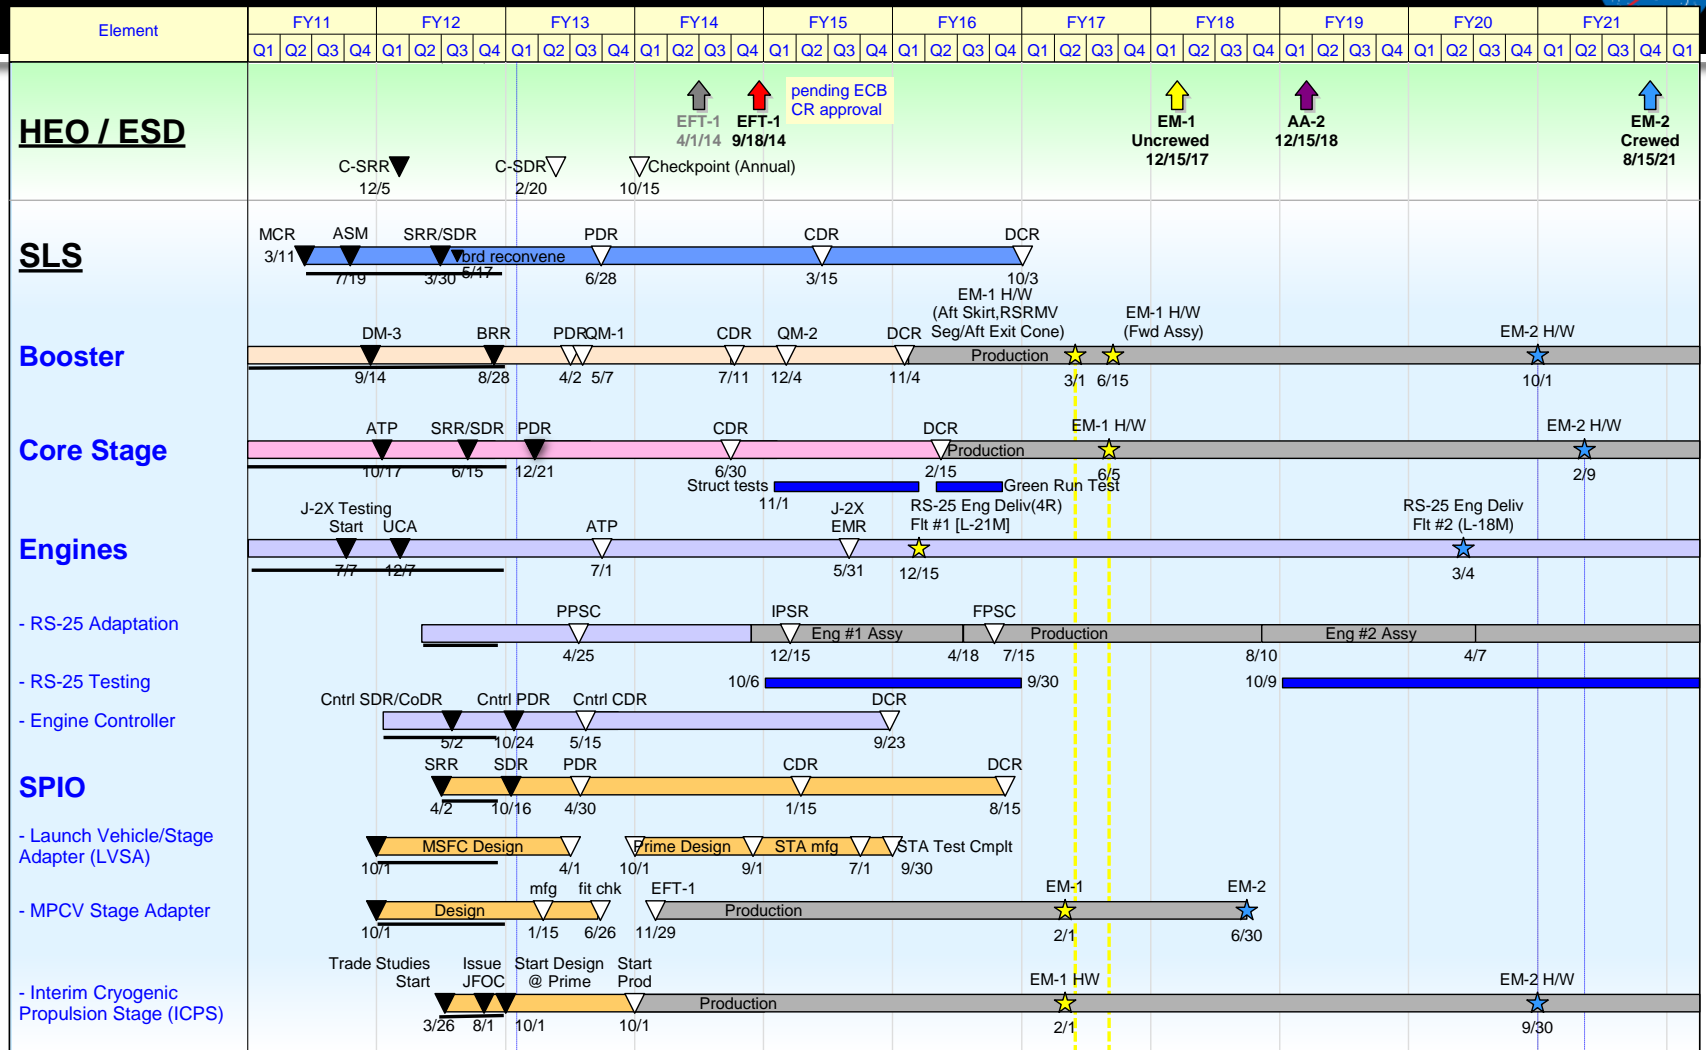 Element
FY11 FY12 FY13 FY14 FY15 FY16 FY17 FY18 FY19 FY20 FY21
Q1 Q2 Q3 Q4 Q1 Q2 Q3 Q4 Q1 Q2 Q3 Q4 Q1 Q2 Q3 Q4 Q1 Q2 Q3 Q4 Q1 Q2 Q3 Q4 Q1 Q2 Q3 Q4 Q1 Q2 Q3 Q4 Q1 Q2 Q3 Q4 Q1 Q2 Q3 Q4 Q1 Q2 Q3 Q4 Q1
HEO / ESD
EFT-1
4/1/14
EFT-1
9/18/14
pending ECB
CR approval
EM-1
Uncrewed
12/15/17
AA-2
12/15/18
EM-2
Crewed
8/15/21
C-SRR
12/5
C-SDR
2/20
Checkpoint (Annual)
10/15
SLS
MCR ASM SRR/SDR PDR CDR DCR
brd reconvene
3/11 7/19 3/30 5/17 6/28 3/15 10/3
Booster
EM-1 H/W
(Aft Skirt,RSRMV
Seg/Aft Exit Cone)
EM-1 H/W
(Fwd Assy)
DM-3 BRR PDR QM-1 CDR QM-2 DCR EM-2 H/W
Production
9/14 8/28 4/2 5/7 7/11 12/4 11/4 3/1 6/15 10/1
Core Stage
ATP SRR/SDR PDR CDR DCR EM-1 H/W EM-2 H/W
Production
10/17 6/15 12/21 6/30 2/15 6/5 2/9
Struct tests Green Run Test
11/1
Engines
J-2X Testing
Start
UCA ATP
J-2X
EMR
RS-25 Eng Deliv(4R)
Flt #1 [L-21M]
RS-25 Eng Deliv
Flt #2 (L-18M)
7/7 12/7 7/1 5/31 12/15 3/4
- RS-25 Adaptation
PPSC IPSR FPSC
Eng #1 Assy Production Eng #2 Assy
4/25 12/15 4/18 7/15 8/10 4/7
- RS-25 Testing
10/6 9/30 10/9
- Engine Controller
Cntrl SDR/CoDR Cntrl PDR Cntrl CDR DCR
5/2 10/24 5/15 9/23
SPIO
SRR SDR PDR CDR DCR
4/2 10/16 4/30 1/15 8/15
- Launch Vehicle/Stage
Adapter (LVSA)
MSFC Design Prime Design STA mfg STA Test Cmplt
10/1 4/1 10/1 9/1 7/1 9/30
- MPCV Stage Adapter
mfg fit chk EFT-1 EM-1 EM-2
Design Production
10/1 1/15 6/26 11/29 2/1 6/30
- Interim Cryogenic
Propulsion Stage (ICPS)
Trade Studies
Start
Issue
JFOC
Start Design
@ Prime
Start
Prod
EM-1 HW EM-2 H/W
Production
3/26 8/1 10/1 10/1 2/1 9/30